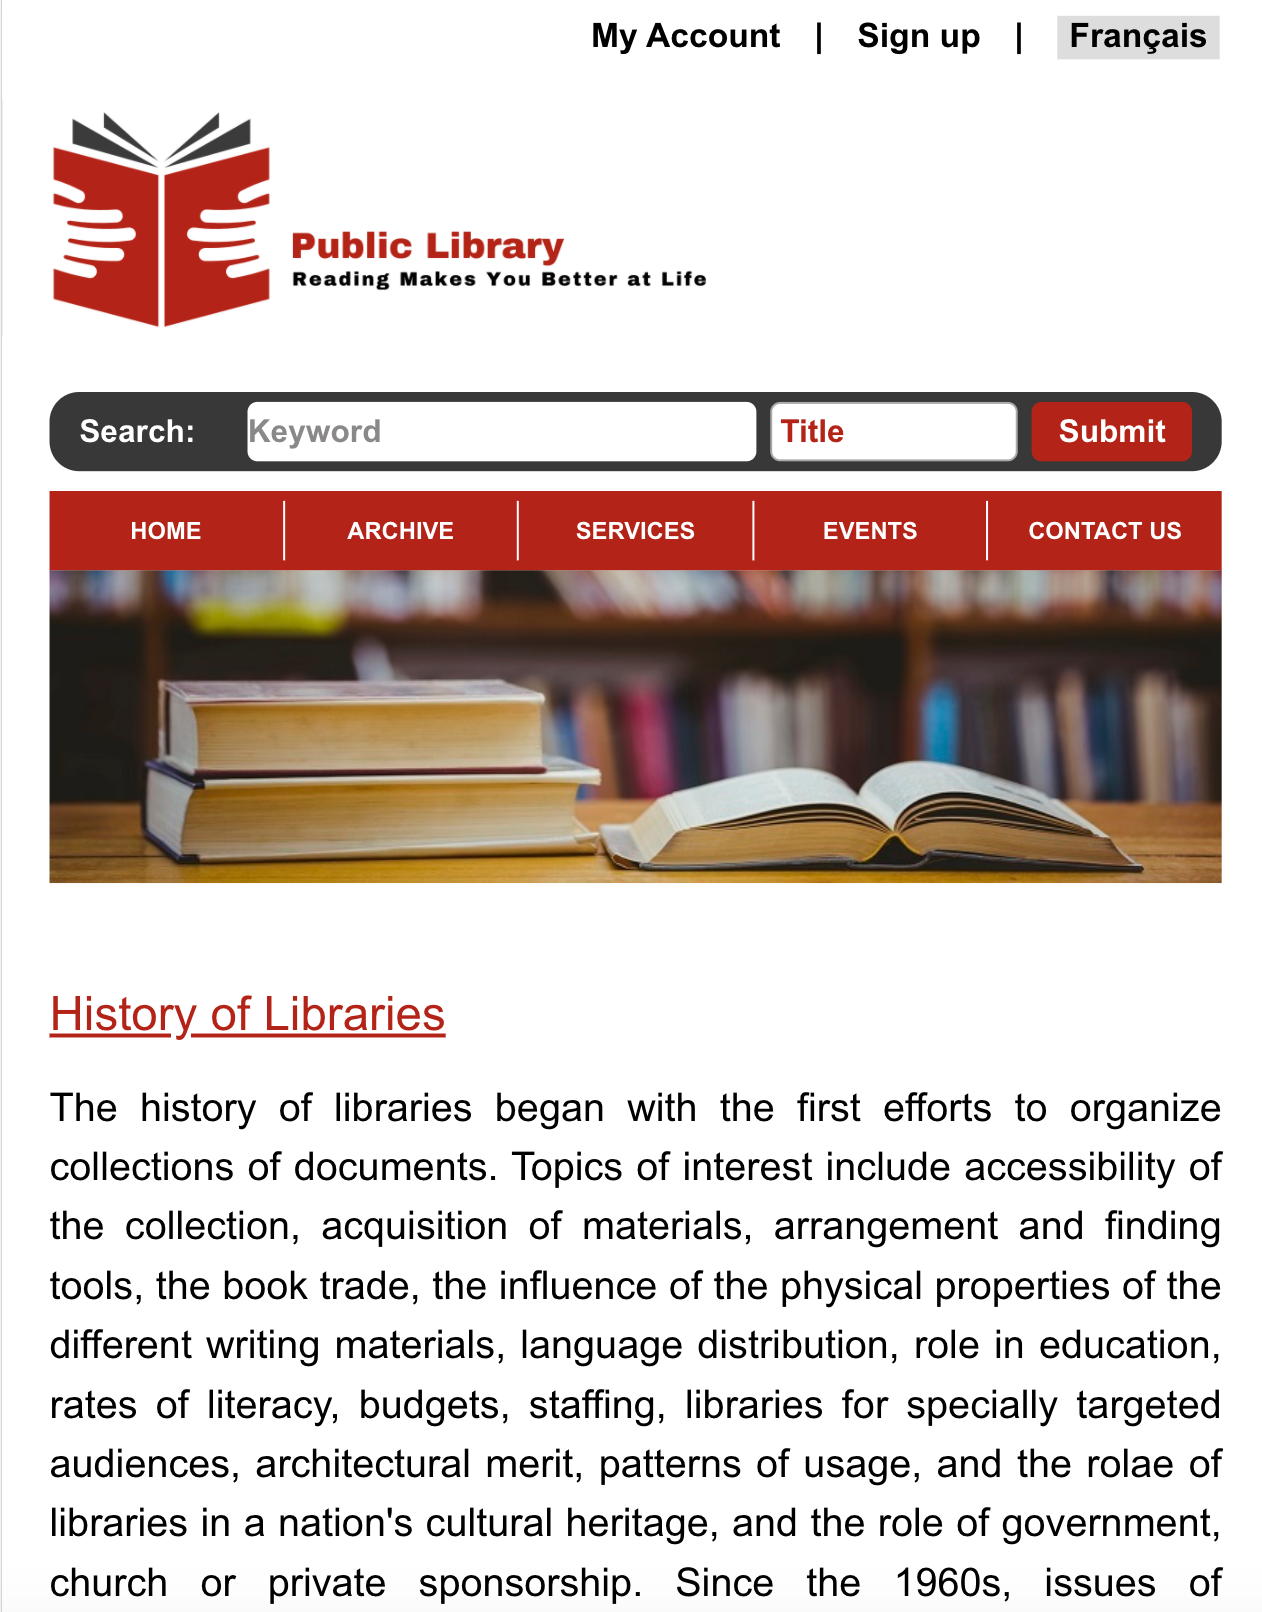 My Account | Sign up | Français
Public Library
Reading Makes You Better at Life
Search: Keyword Title Submit
HOME ARCHIVE SERVICES EVENTS CONTACT US
History of Libraries
The history of libraries began with the first efforts to organize
collections of documents. Topics of interest include accessibility of
the collection, acquisition of materials, arrangement and finding
tools, the book trade, the influence of the physical properties of the
different writing materials, language distribution, role in education,
rates of literacy, budgets, staffing, libraries for specially targeted
audiences, architectural merit, patterns of usage, and the rolae of
libraries in a nation's cultural heritage, and the role of government,
church or private sponsorship. Since the 1960s, issues of